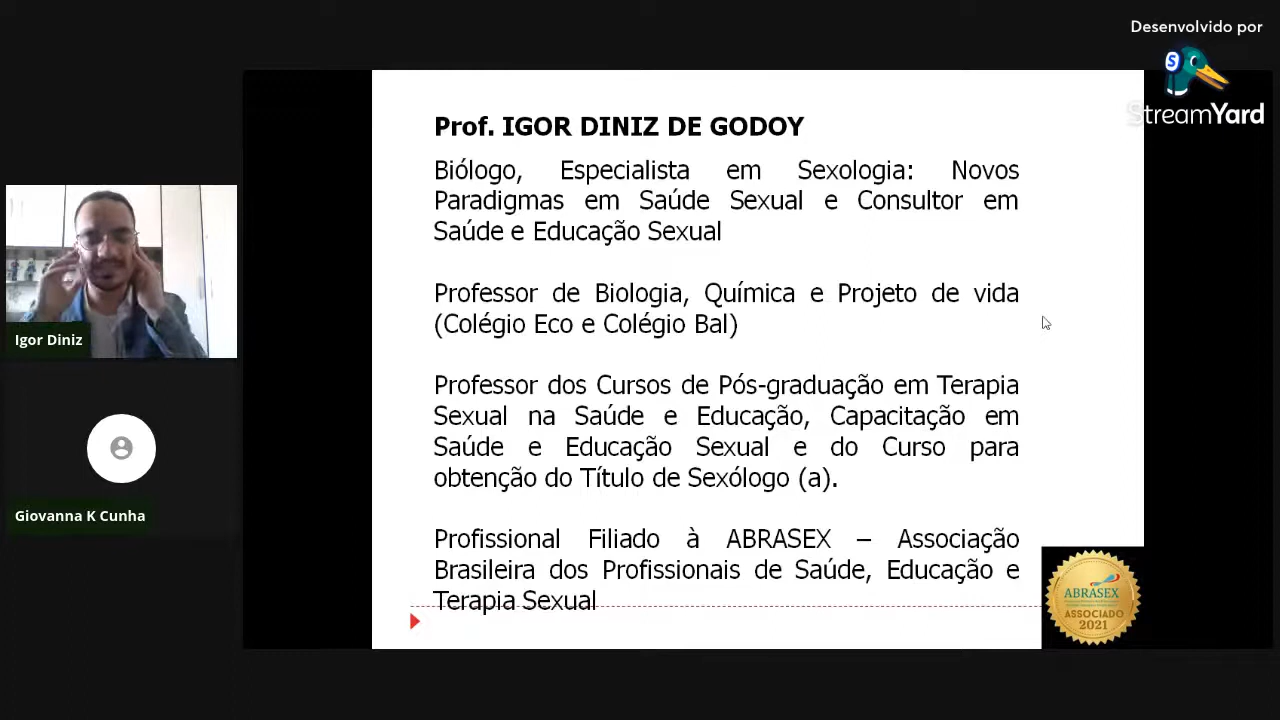 Desenvolvido por
StreamYard
Prof. IGOR DINIZ DE GODOY
Biólogo, Especialista em Sexologia: Novos
Paradigmas em Saúde Sexual e Consultor em
Saúde e Educação Sexual
Professor de Biologia, Química e Projeto de vida
(Colégio Eco e Colégio Bal)
Professor dos Cursos de Pós-graduação em Terapia
Sexual na Saúde e Educação, Capacitação em
Saúde e Educação Sexual e do Curso para
obtenção do Título de Sexólogo (a).
Profissional Filiado à ABRASEX – Associação
Brasileira dos Profissionais de Saúde, Educação e
Terapia Sexual
Igor Diniz
Giovanna K Cunha
ABRASEX
ASSOCIADO
2021